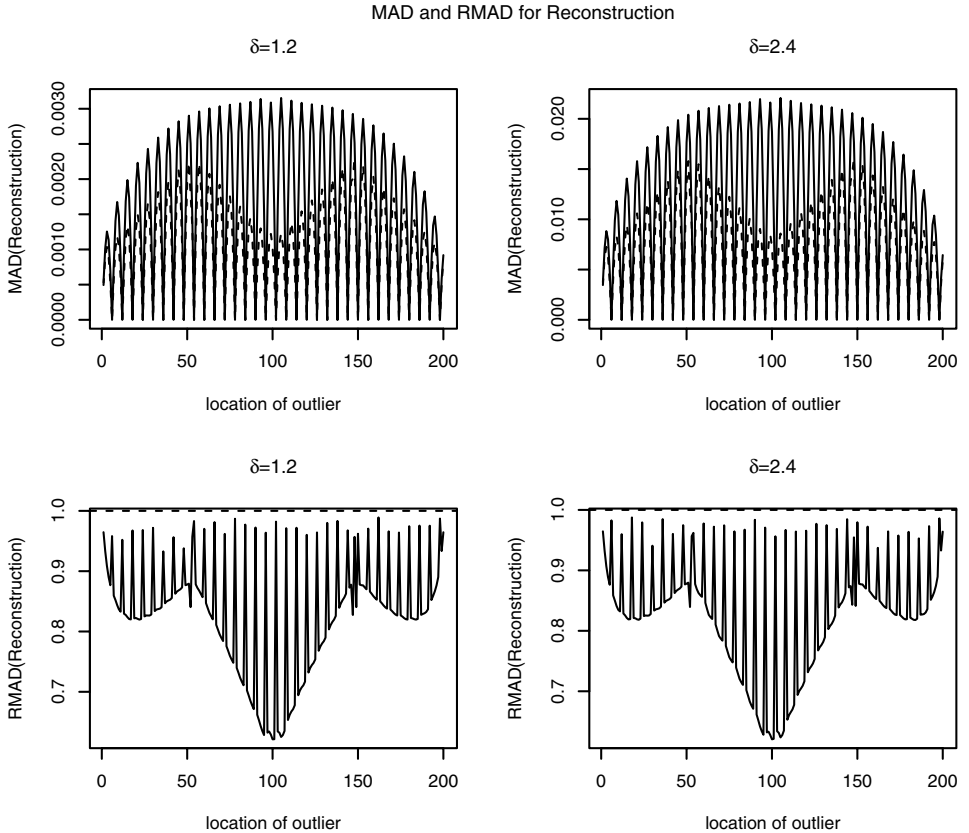 MAD and RMAD for Reconstruction
δ=1.2
MAD(Reconstruction)
0.0000 0.0010 0.0020 0.0030
0 50 100 150 200
location of outlier
δ=2.4
MAD(Reconstruction)
0.000 0.010 0.020
0 50 100 150 200
location of outlier
δ=1.2
RMAD(Reconstruction)
0.7 0.8 0.9 1.0
0 50 100 150 200
location of outlier
δ=2.4
RMAD(Reconstruction)
0.7 0.8 0.9 1.0
0 50 100 150 200
location of outlier